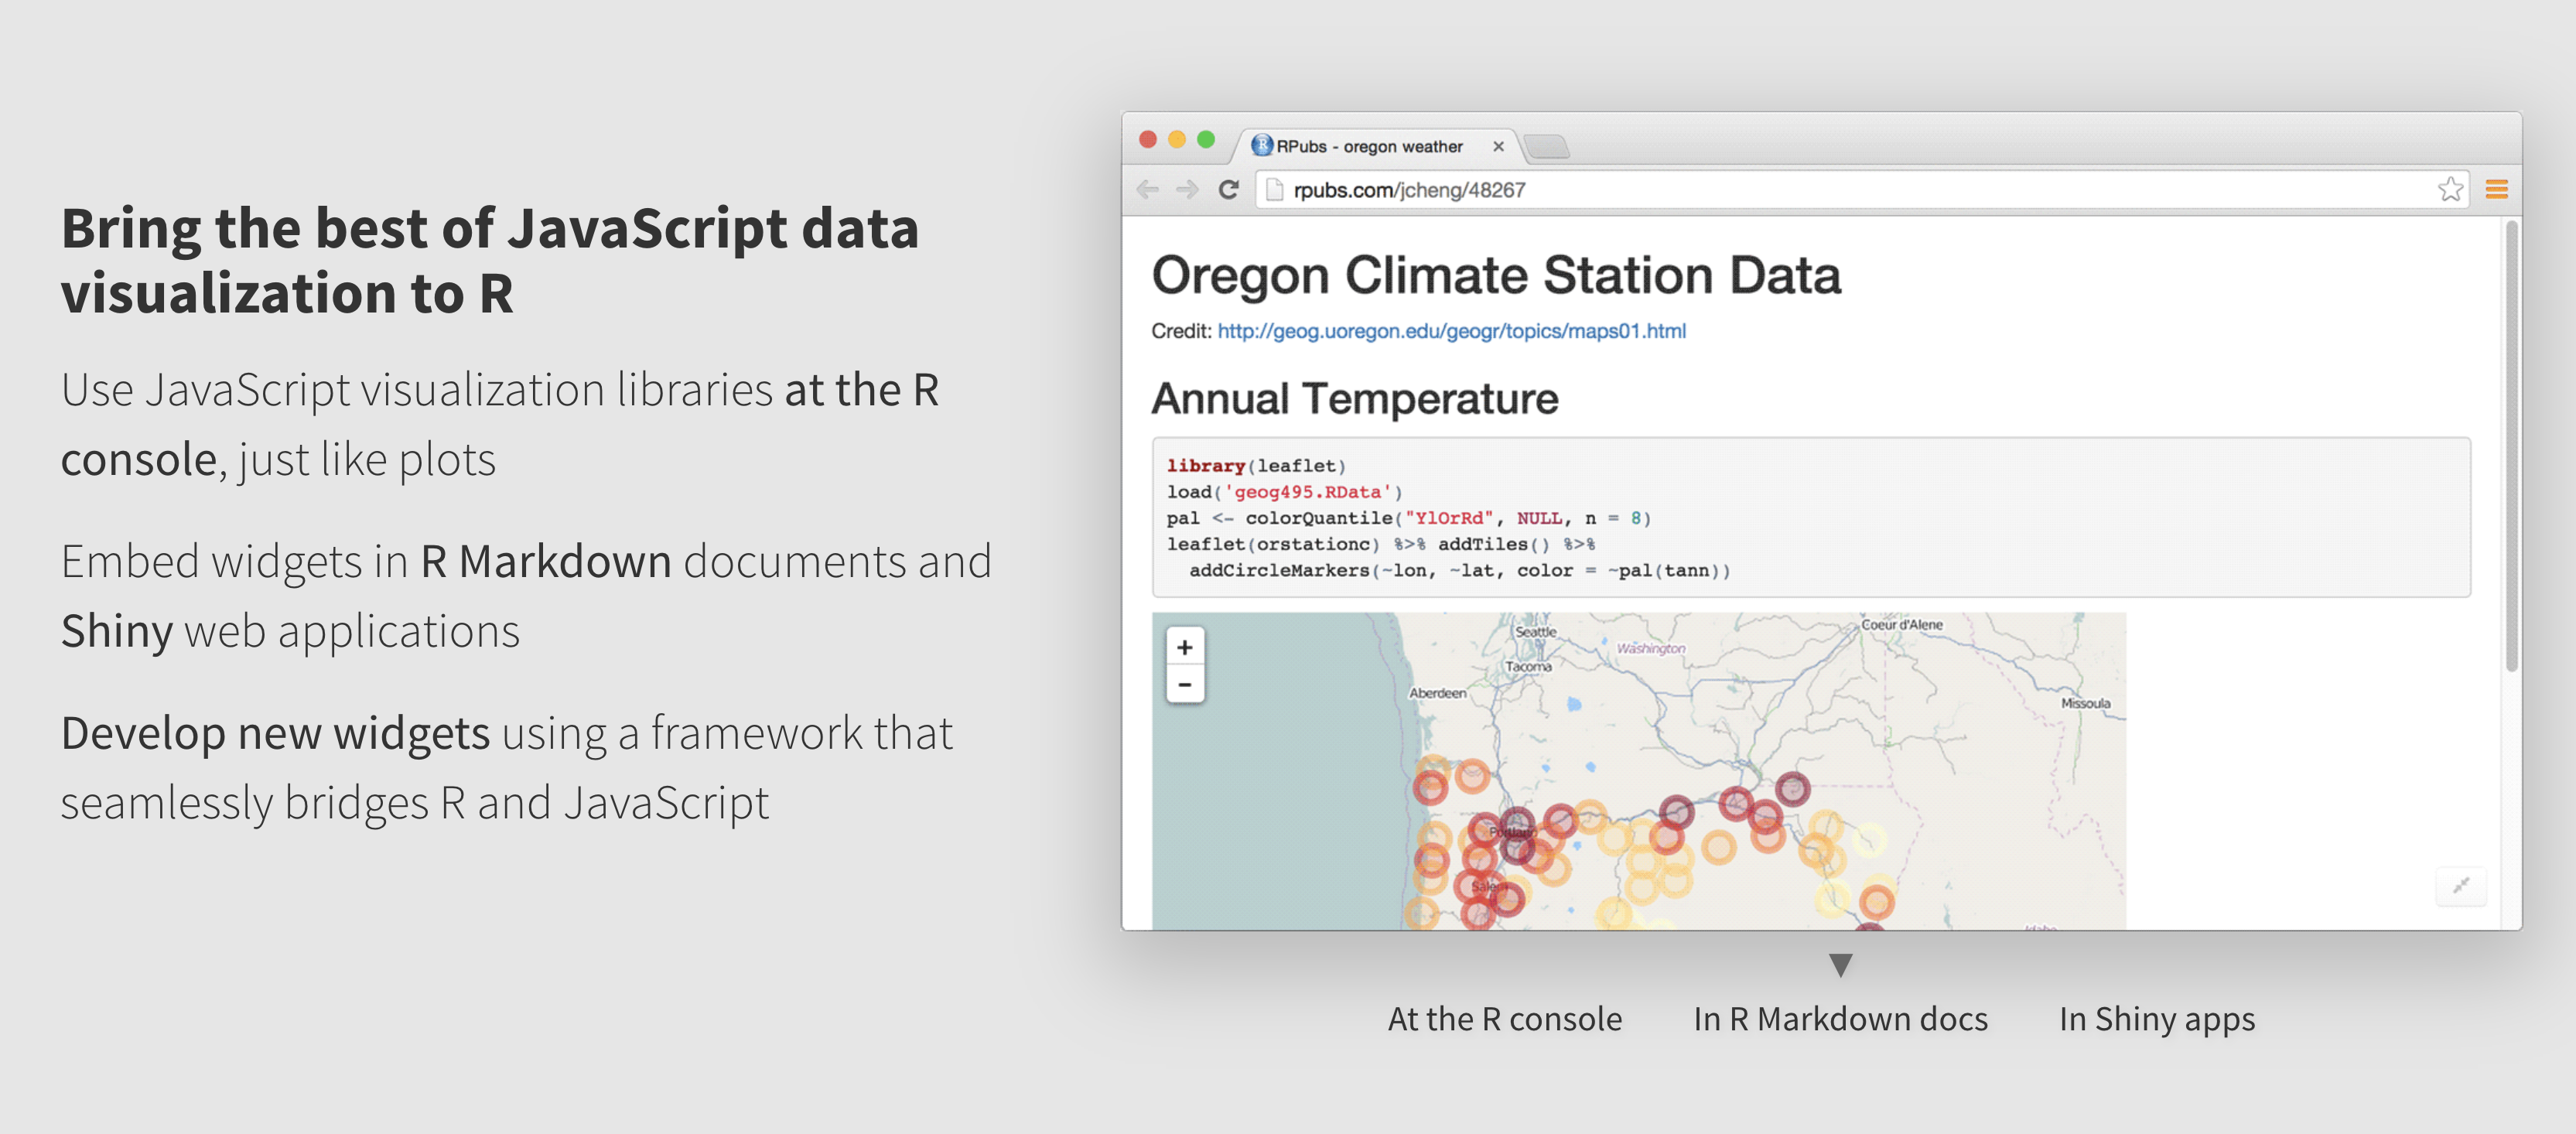 Bring the best of JavaScript data
visualization to R
Use JavaScript visualization libraries at the R
console, just like plots
Embed widgets in R Markdown documents and
Shiny web applications
Develop new widgets using a framework that
seamlessly bridges R and JavaScript
RPubs - oregon weather
rpubs.com/jcheng/48267
Oregon Climate Station Data
Credit: http://geog.uoregon.edu/geogr/topics/maps01.html
Annual Temperature
library(leaflet)
load('geog495.RData')
pal <- colorQuantile("YlOrRd", NULL, n = 8)
leaflet(orstationc) %>% addTiles() %>%
  addCircleMarkers(~lon, ~lat, color = ~pal(tann))
+
−
Seattle
Coeur d'Alene
Washington
Tacoma
Aberdeen
Missoula
Portland
Salem
At the R console
In R Markdown docs
In Shiny apps